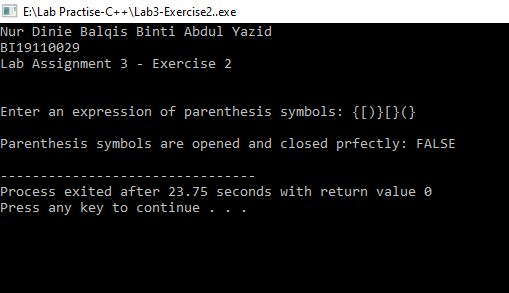 E:\Lab Practise-C++\Lab3-Exercise2..exe
Nur Dinie Balqis Binti Abdul Yazid
BI19110029
Lab Assignment 3 - Exercise 2
Enter an expression of parenthesis symbols: {[)}[}(}
Parenthesis symbols are opened and closed prfectly: FALSE
--------------------------------
Process exited after 23.75 seconds with return value 0
Press any key to continue . . .